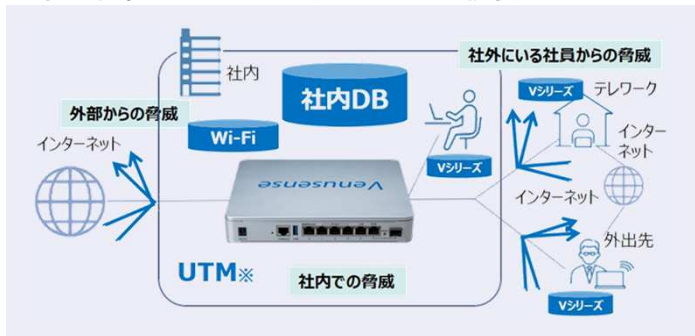 社内
社内DB
社外にいる社員からの脅威
Vシリーズ
テレワーク
外部からの脅威
インターネット
Wi-Fi
Vシリーズ
インター
ネット
インターネット
Venusense
外出先
UTM※
社内での脅威
Vシリーズ